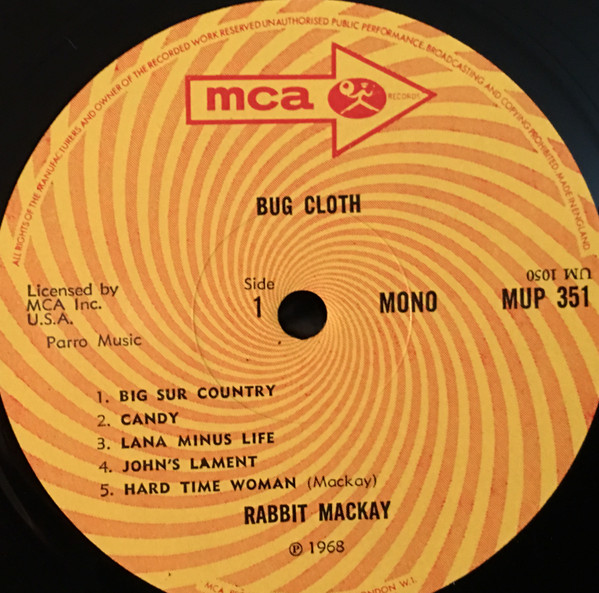 ALL RIGHTS OF THE MANUFACTURERS AND OWNER OF THE RECORDED WORK RESERVED UNAUTHORISED PUBLIC PERFORMANCE, BROADCASTING AND COPYING PROHIBITED. MADE IN ENGLAND
mca RECORDS
BUG CLOTH
UM 1050
Licensed by
MCA Inc.
U.S.A.
Side
1
MONO
MUP 351
Parro Music
1. BIG SUR COUNTRY
2. CANDY
3. LANA MINUS LIFE
4. JOHN'S LAMENT
5. HARD TIME WOMAN (Mackay)
RABBIT MACKAY
℗ 1968
MCA
LONDON W.1.